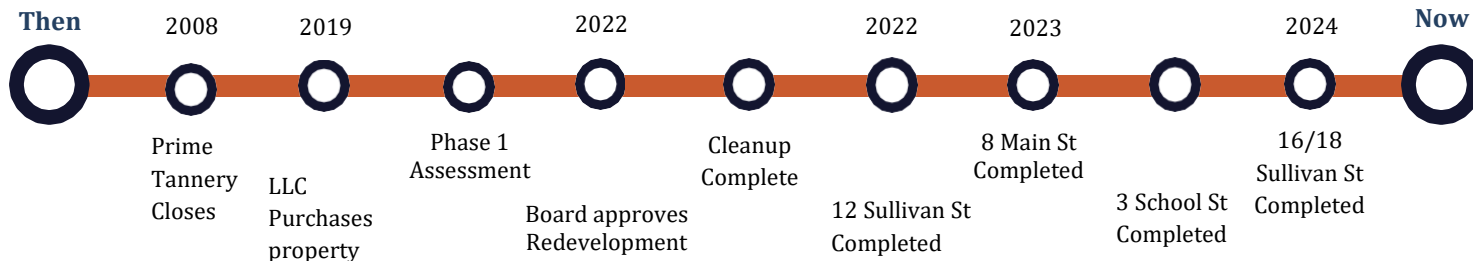 Then
2008
2019
2022
2022
2023
2024
Now
Prime
Tannery
Closes
LLC
Purchases
property
Phase 1
Assessment
Board approves
Redevelopment
Cleanup
Complete
12 Sullivan St
Completed
8 Main St
Completed
3 School St
Completed
16/18
Sullivan St
Completed